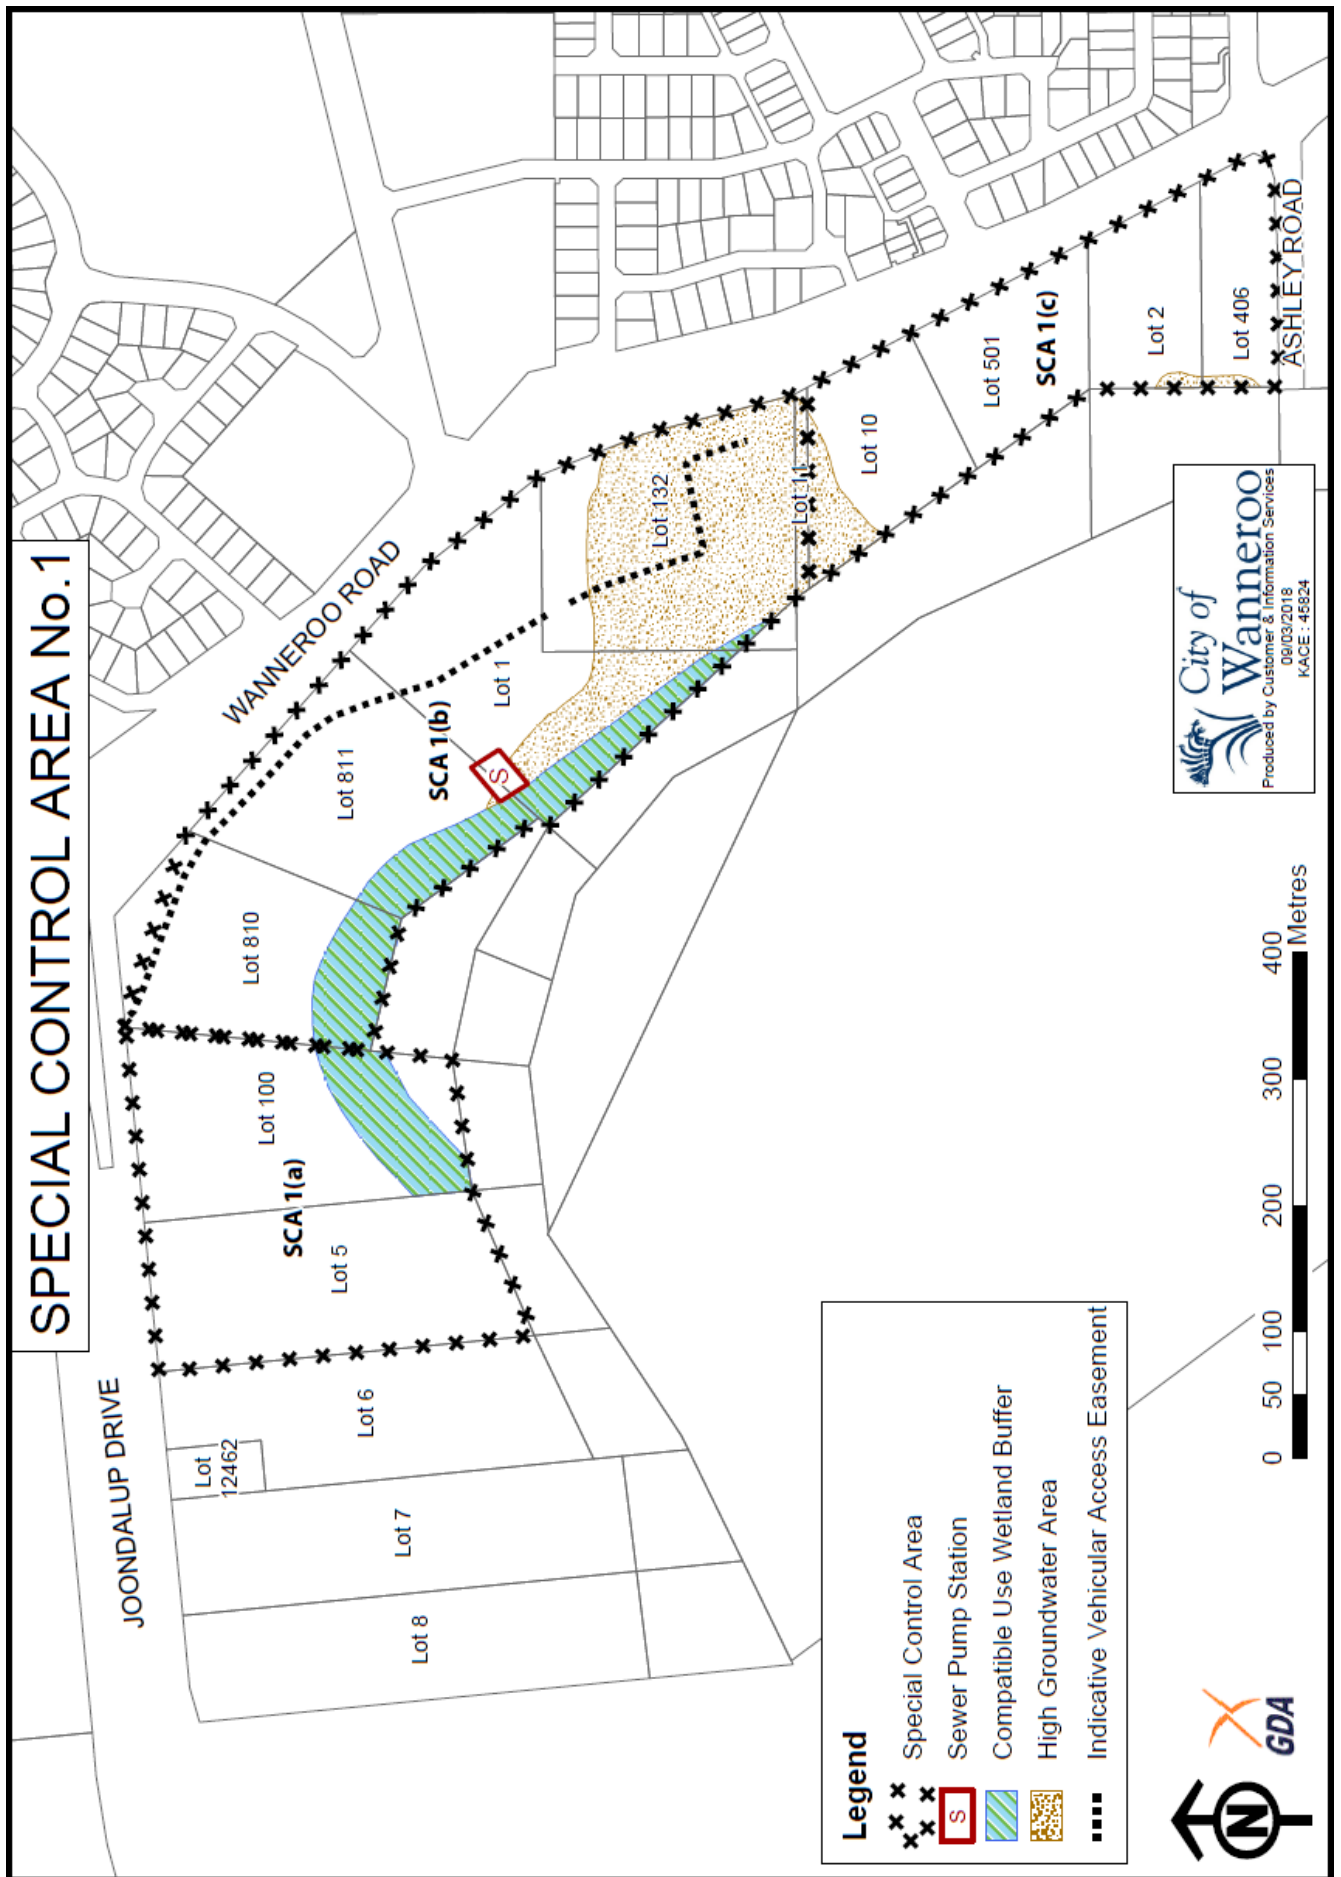 SPECIAL CONTROL AREA No.1
JOONDALUP DRIVE
WANNEROO ROAD
ASHLEY ROAD
Lot 8
Lot 7
Lot
12462
Lot 6
Lot 5
SCA 1(a)
Lot 100
Lot 810
Lot 811
SCA 1(b)
S
Lot 1
Lot 132
Lot 11
Lot 10
Lot 501
SCA 1(c)
Lot 2
Lot 406
Legend
Special Control Area
S
Sewer Pump Station
Compatible Use Wetland Buffer
High Groundwater Area
Indicative Vehicular Access Easement
N
GDA
0 50 100 200 300 400
Metres
City of
Wanneroo
Produced by Customer & Information Services
09/03/2018
KACE : 45824